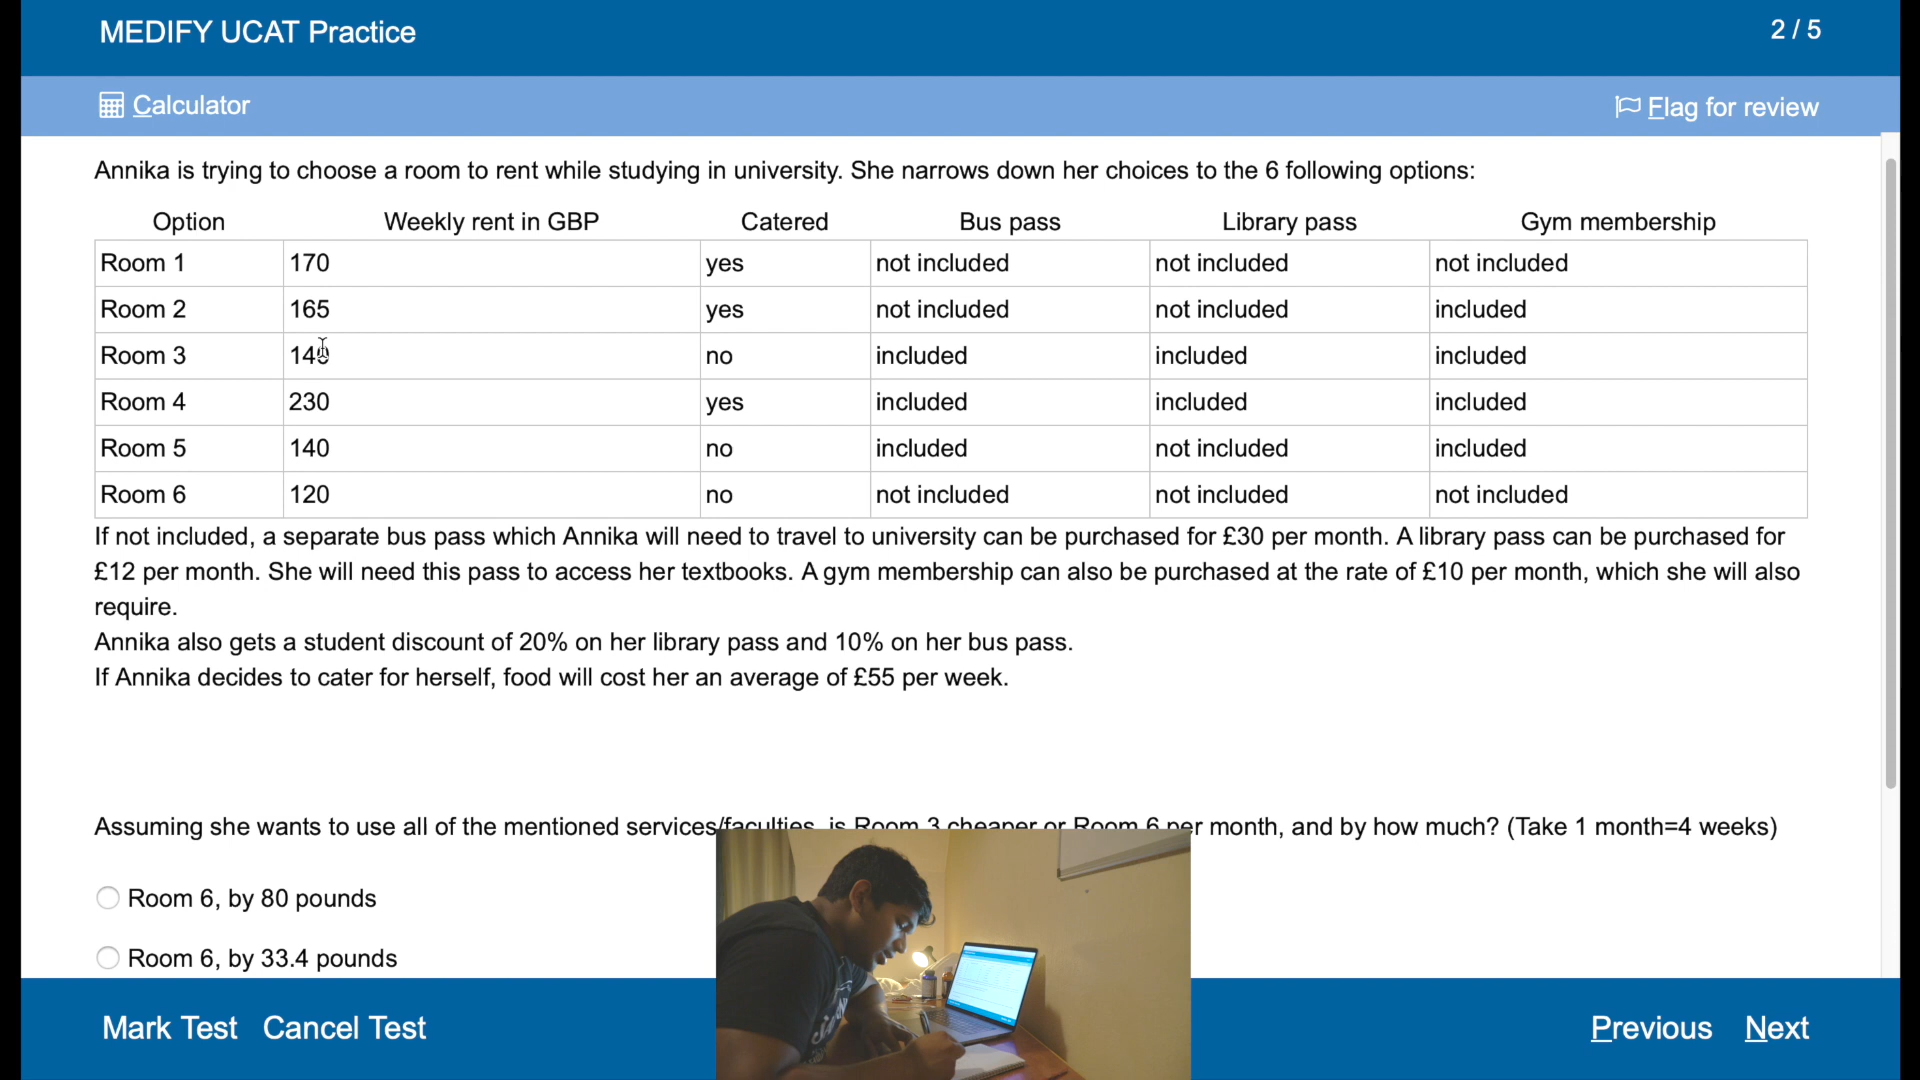 MEDIFY UCAT Practice
2 / 5
Calculator
Flag for review
Annika is trying to choose a room to rent while studying in university. She narrows down her choices to the 6 following options:
Option Weekly rent in GBP Catered Bus pass Library pass Gym membership
Room 1 170 yes not included not included not included
Room 2 165 yes not included not included included
Room 3 no included included included
Room 4 230 yes included included included
Room 5 140 no included not included included
Room 6 120 no not included not included not included
If not included, a separate bus pass which Annika will need to travel to university can be purchased for £30 per month. A library pass can be purchased for
£12 per month. She will need this pass to access her textbooks. A gym membership can also be purchased at the rate of £10 per month, which she will also
require.
Annika also gets a student discount of 20% on her library pass and 10% on her bus pass.
If Annika decides to cater for herself, food will cost her an average of £55 per week.
Assuming she wants to use all of the mentioned services/faculties, is Room 3 cheaper or Room 6 per month, and by how much? (Take 1 month=4 weeks)
Room 6, by 80 pounds
Room 6, by 33.4 pounds
Mark Test Cancel Test
Previous Next